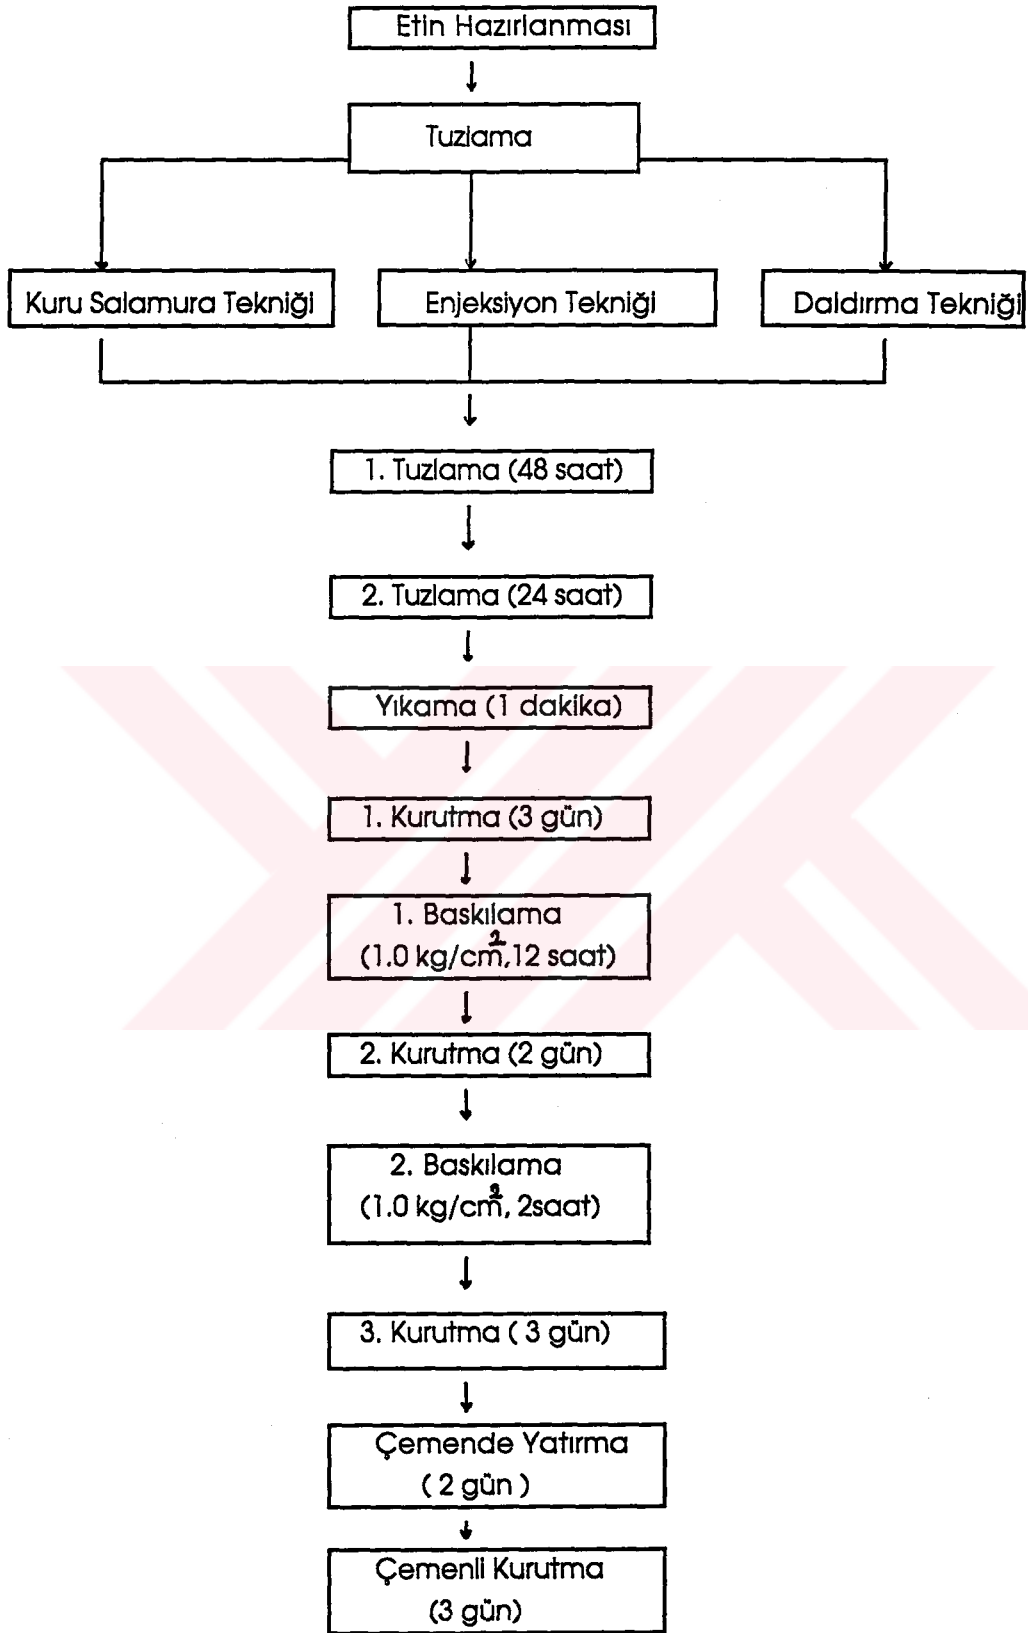 Etin Hazırlanması
Tuzlama
Kuru Salamura Tekniği
Enjeksiyon Tekniği
Daldırma Tekniği
1. Tuzlama (48 saat)
2. Tuzlama (24 saat)
Yıkama (1 dakika)
1. Kurutma (3 gün)
1. Baskılama
(1.0 kg/cm²,12 saat)
2. Kurutma (2 gün)
2. Baskılama
(1.0 kg/cm², 2saat)
3. Kurutma ( 3 gün)
Çemende Yatırma
( 2 gün )
Çemenli Kurutma
(3 gün)